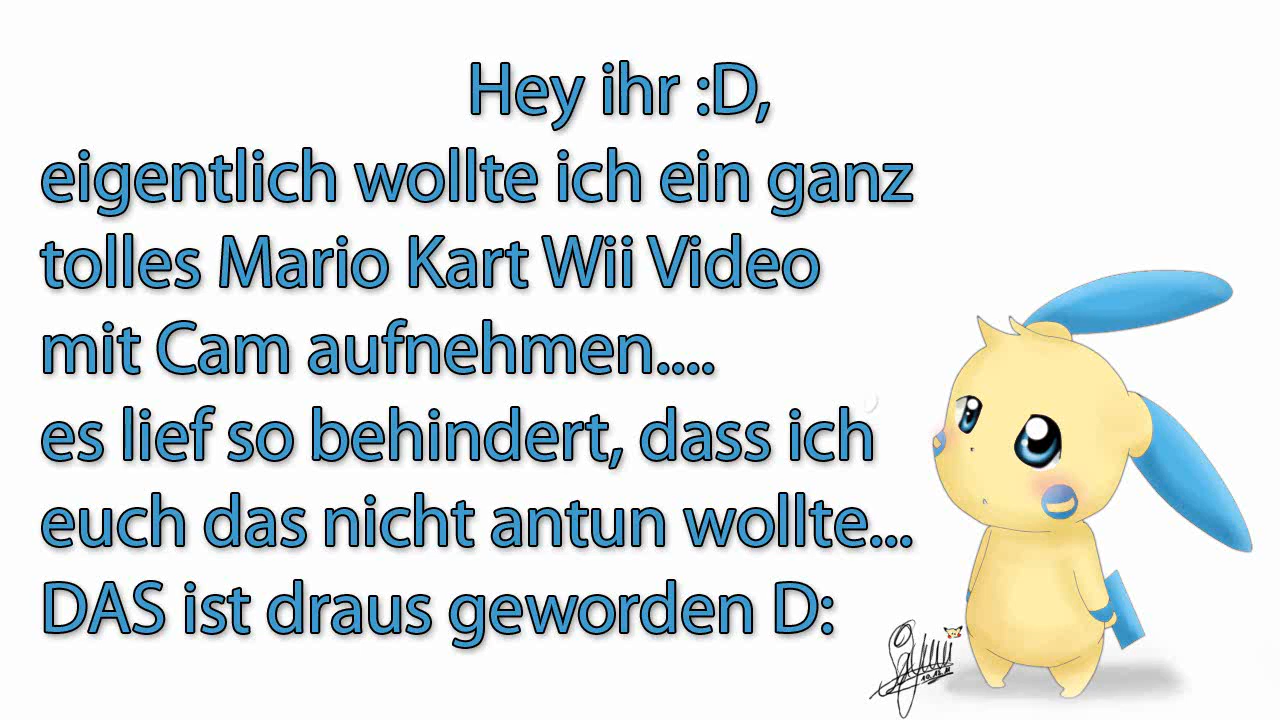 Hey ihr :D,
eigentlich wollte ich ein ganz
tolles Mario Kart Wii Video
mit Cam aufnehmen....
es lief so behindert, dass ich
euch das nicht antun wollte...
DAS ist draus geworden D: